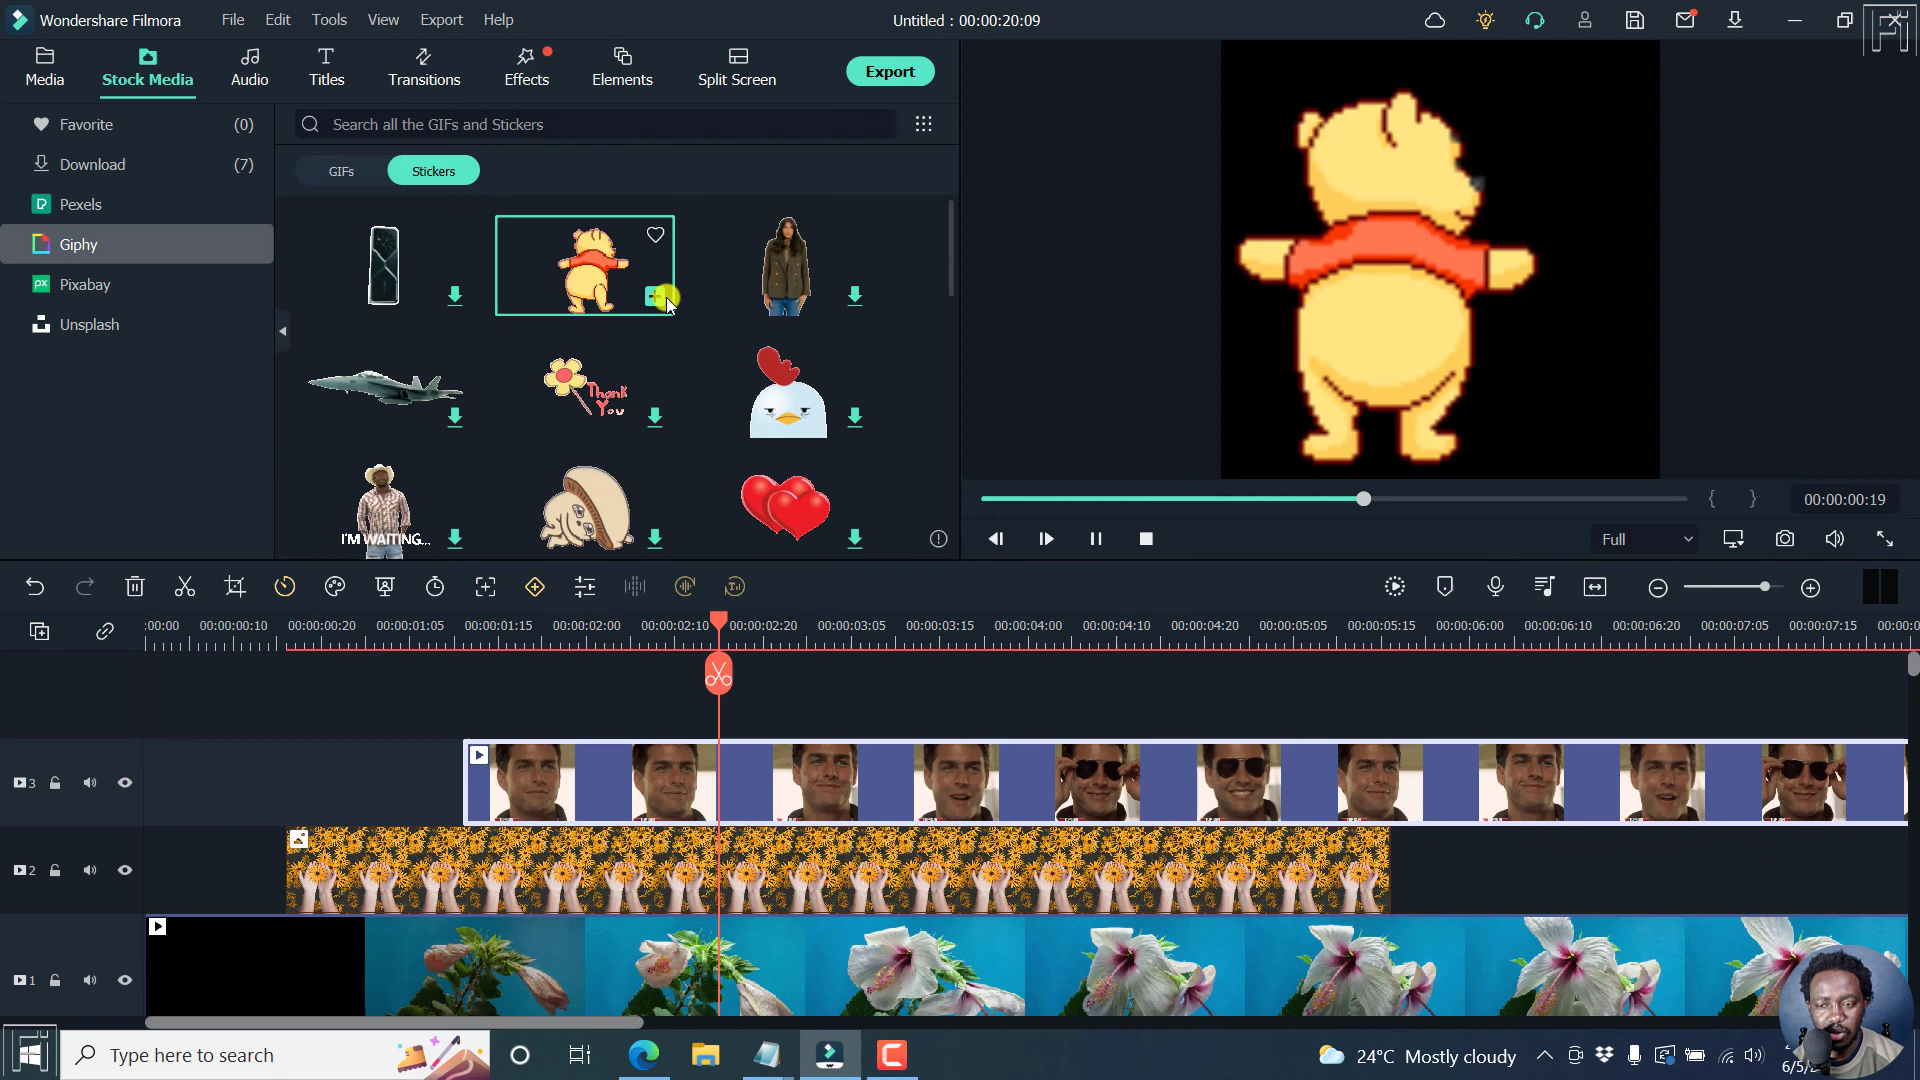 Wondershare Filmora File Edit Tools View Export Help Untitled : 00:00:20:09
Media Stock Media Audio Titles Transitions Effects Elements Split Screen Export
Favorite (0)
Download (7)
Pexels
Giphy
Pixabay
Unsplash
Search all the GIFs and Stickers
GIFs Stickers
Thank
You
I'M WAITING...
00:00:00:19
Full
:00:00 00:00:00:10 00:00:00:20 00:00:01:05 00:00:01:15 00:00:02:00 00:00:02:10 00:00:02:20 00:00:03:05 00:00:03:15 00:00:04:00 00:00:04:10 00:00:04:20 00:00:05:05 00:00:05:15 00:00:06:00 00:00:06:10 00:00:06:20 00:00:07:05 00:00:07:15 00:00:0
3
2
1
Type here to search
24°C Mostly cloudy